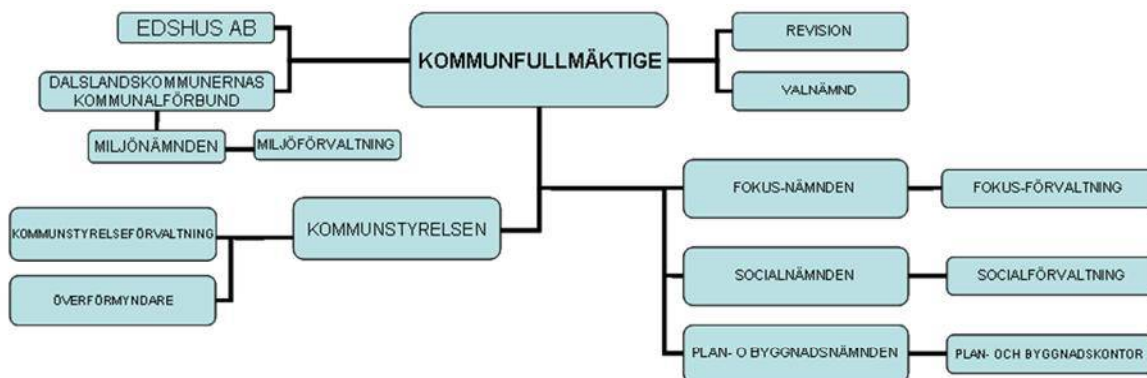 EDSHUS AB
KOMMUNFULLMÄKTIGE
REVISION
DALSLANDSKOMMUNERNAS
KOMMUNALFÖRBUND
VALNÄMND
MILJÖNÄMNDEN
MILJÖFÖRVALTNING
FOKUS-NÄMNDEN
FOKUS-FÖRVALTNING
KOMMUNSTYRELSEFÖRVALTNING
KOMMUNSTYRELSEN
SOCIALNÄMNDEN
SOCIALFÖRVALTNING
ÖVERFÖRMYNDARE
PLAN- O BYGGNADSNÄMNDEN
PLAN- OCH BYGGNADSKONTOR